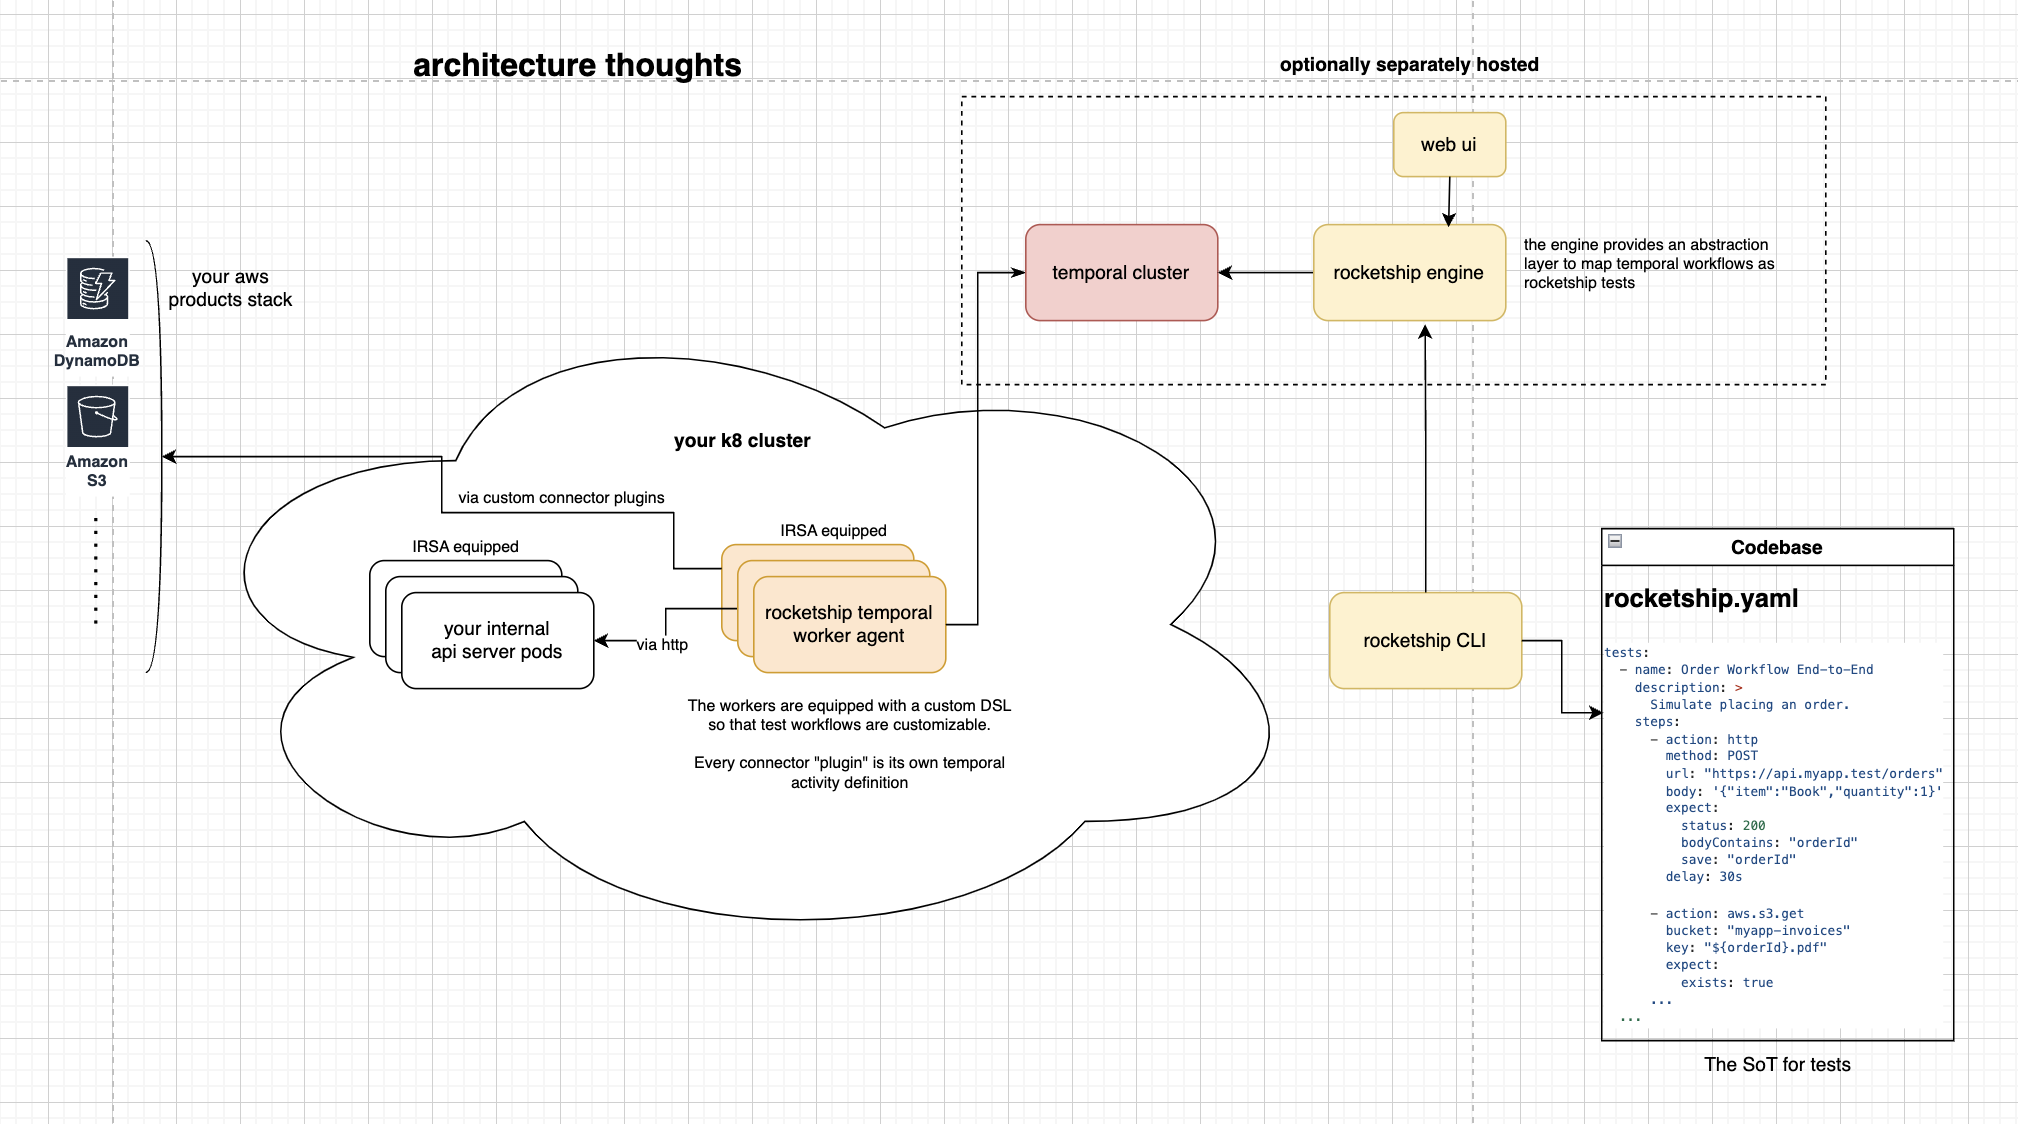 architecture thoughts
optionally separately hosted
web ui
temporal cluster
rocketship engine
the engine provides an abstraction
layer to map temporal workflows as
rocketship tests
your aws
products stack
Amazon
DynamoDB
Amazon
S3
your k8 cluster
via custom connector plugins
IRSA equipped
IRSA equipped
your internal
api server pods
via http
rocketship temporal
worker agent
The workers are equipped with a custom DSL
so that test workflows are customizable.
Every connector "plugin" is its own temporal
activity definition
rocketship CLI
Codebase
rocketship.yaml
tests:
  - name: Order Workflow End-to-End
    description: >
      Simulate placing an order.
    steps:
      - action: http
        method: POST
        url: "https://api.myapp.test/orders"
        body: '{"item":"Book","quantity":1}'
        expect:
          status: 200
          bodyContains: "orderId"
          save: "orderId"
        delay: 30s
      - action: aws.s3.get
        bucket: "myapp-invoices"
        key: "${orderId}.pdf"
        expect:
          exists: true
      ...
  ...
The SoT for tests